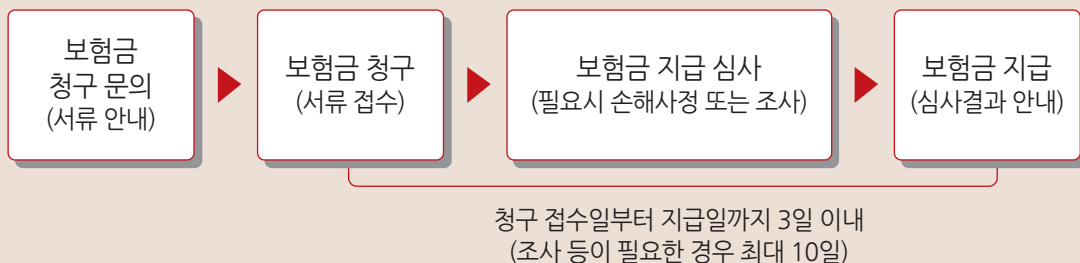 보험금
청구 문의
(서류 안내)
보험금 청구
(서류 접수)
보험금 지급 심사
(필요시 손해사정 또는 조사)
보험금 지급
(심사결과 안내)
청구 접수일부터 지급일까지 3일 이내
(조사 등이 필요한 경우 최대 10일)